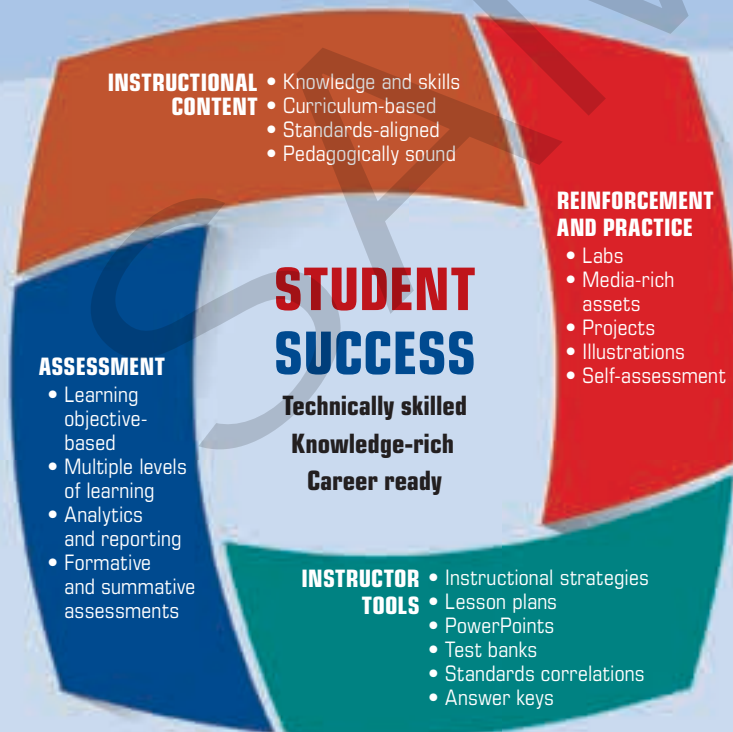 INSTRUCTIONAL CONTENT
• Knowledge and skills
• Curriculum-based
• Standards-aligned
• Pedagogically sound
REINFORCEMENT
AND PRACTICE
• Labs
• Media-rich
assets
• Projects
• Illustrations
• Self-assessment
STUDENT
SUCCESS
Technically skilled
Knowledge-rich
Career ready
ASSESSMENT
• Learning
objective-
based
• Multiple levels
of learning
• Analytics
and reporting
• Formative
and summative
assessments
INSTRUCTOR
TOOLS
• Instructional strategies
• Lesson plans
• PowerPoints
• Test banks
• Standards correlations
• Answer keys